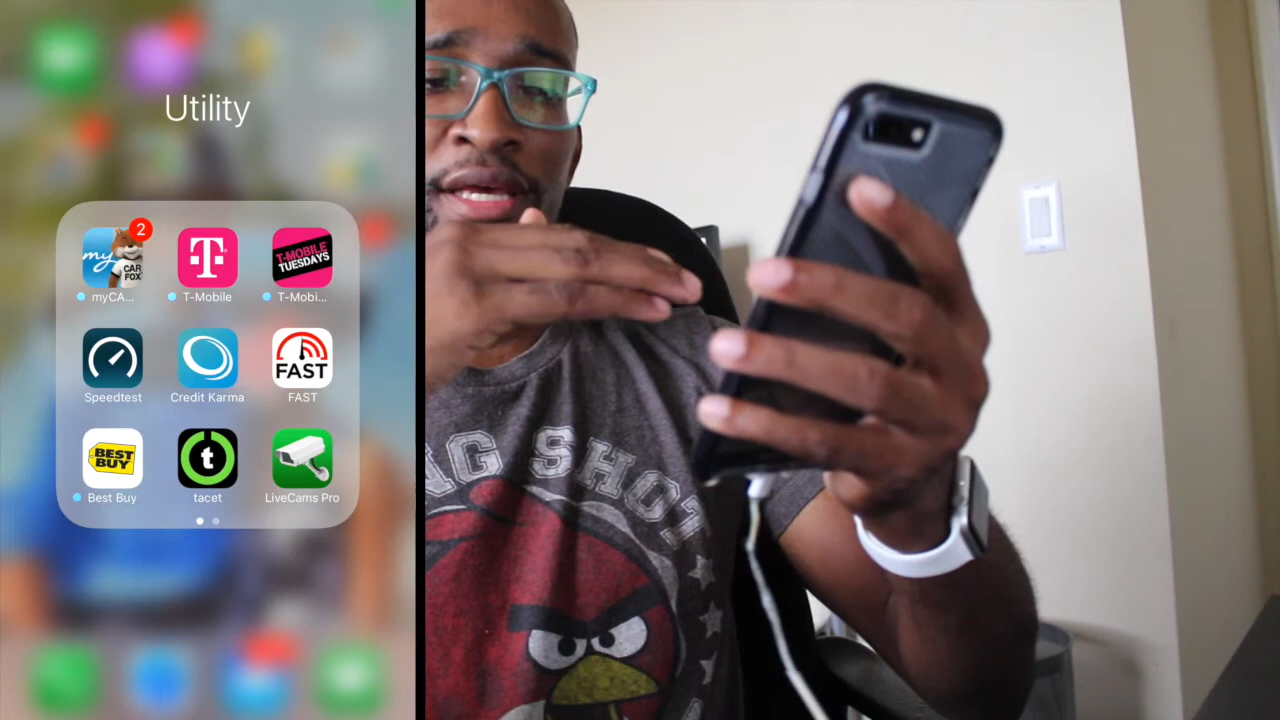 Utility
2
my
CAR
FOX
T
T-MOBILE
TUESDAYS
myCA...
T-Mobile
T-Mobi...
FAST
Speedtest
Credit Karma
FAST
BEST
BUY
t
Best Buy
tacet
LiveCams Pro
NG SHOT